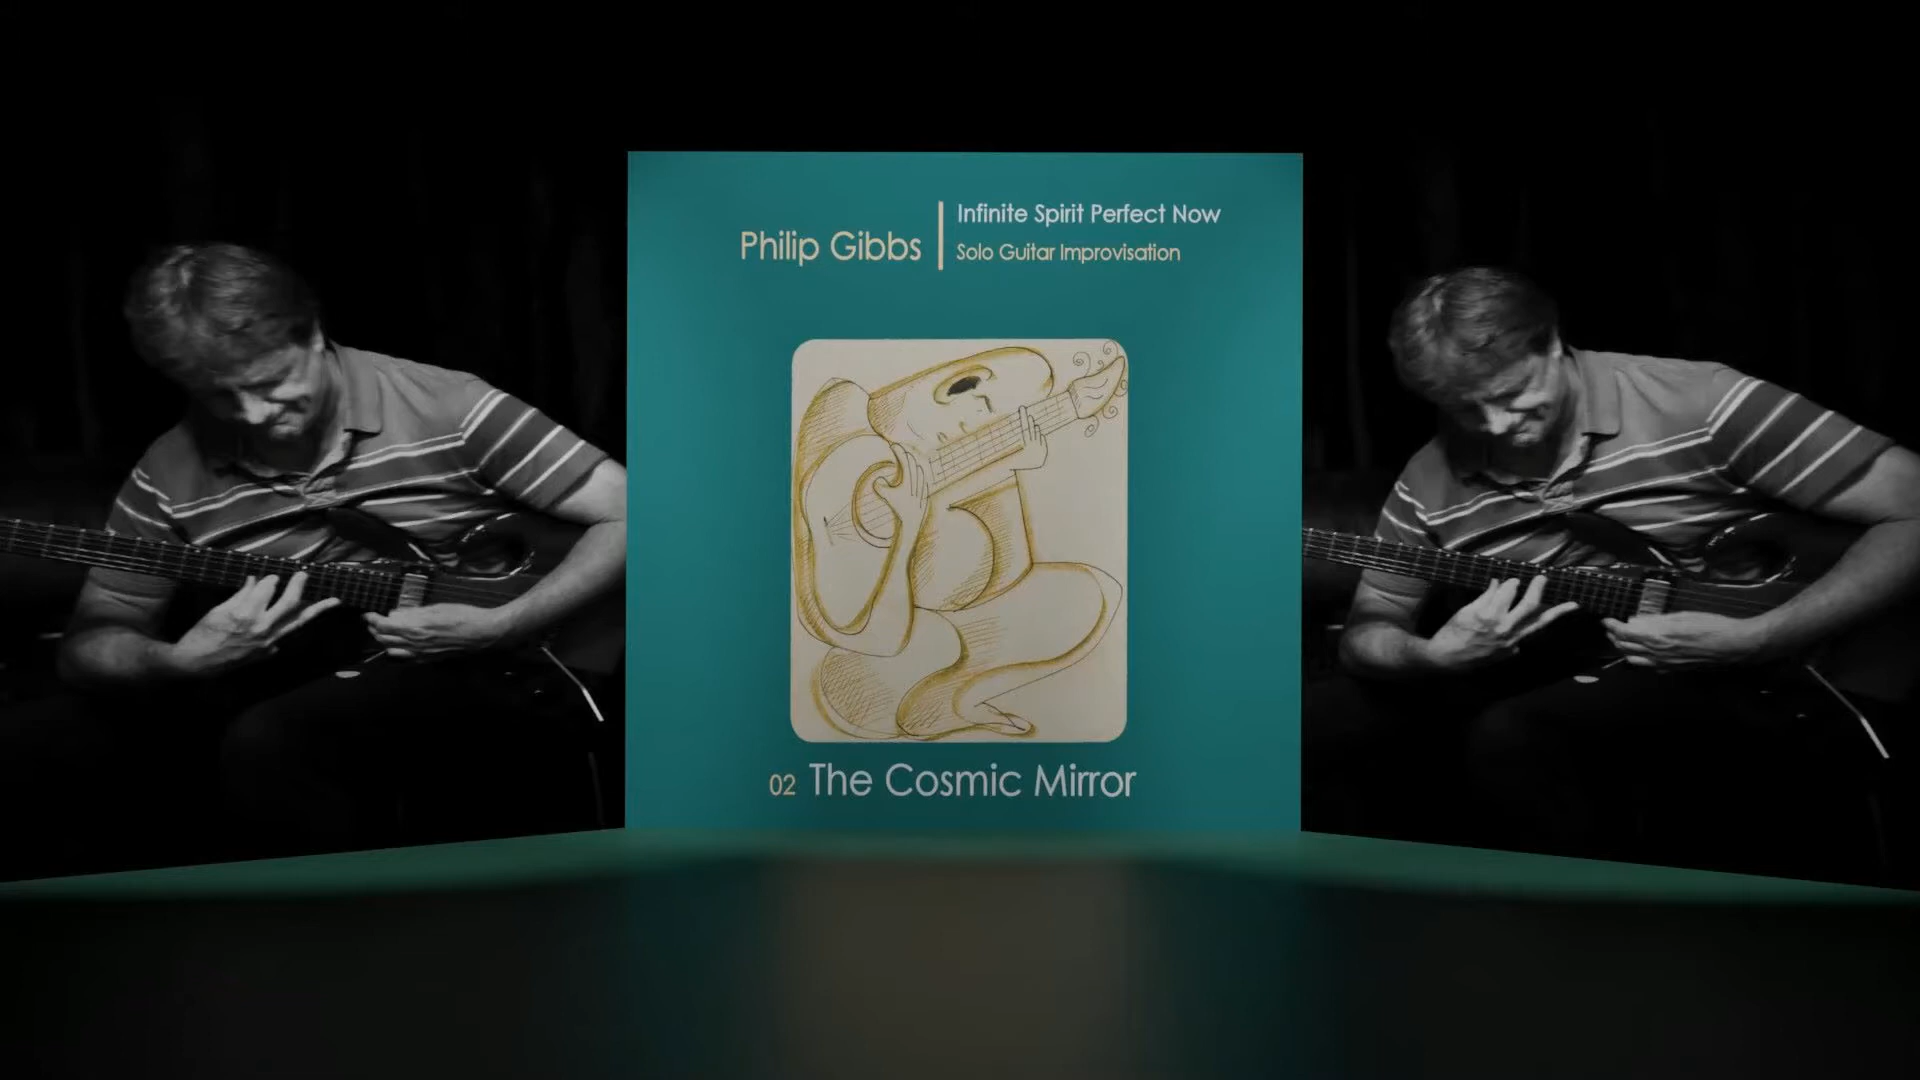 Philip Gibbs
Infinite Spirit Perfect Now
Solo Guitar Improvisation
02 The Cosmic Mirror